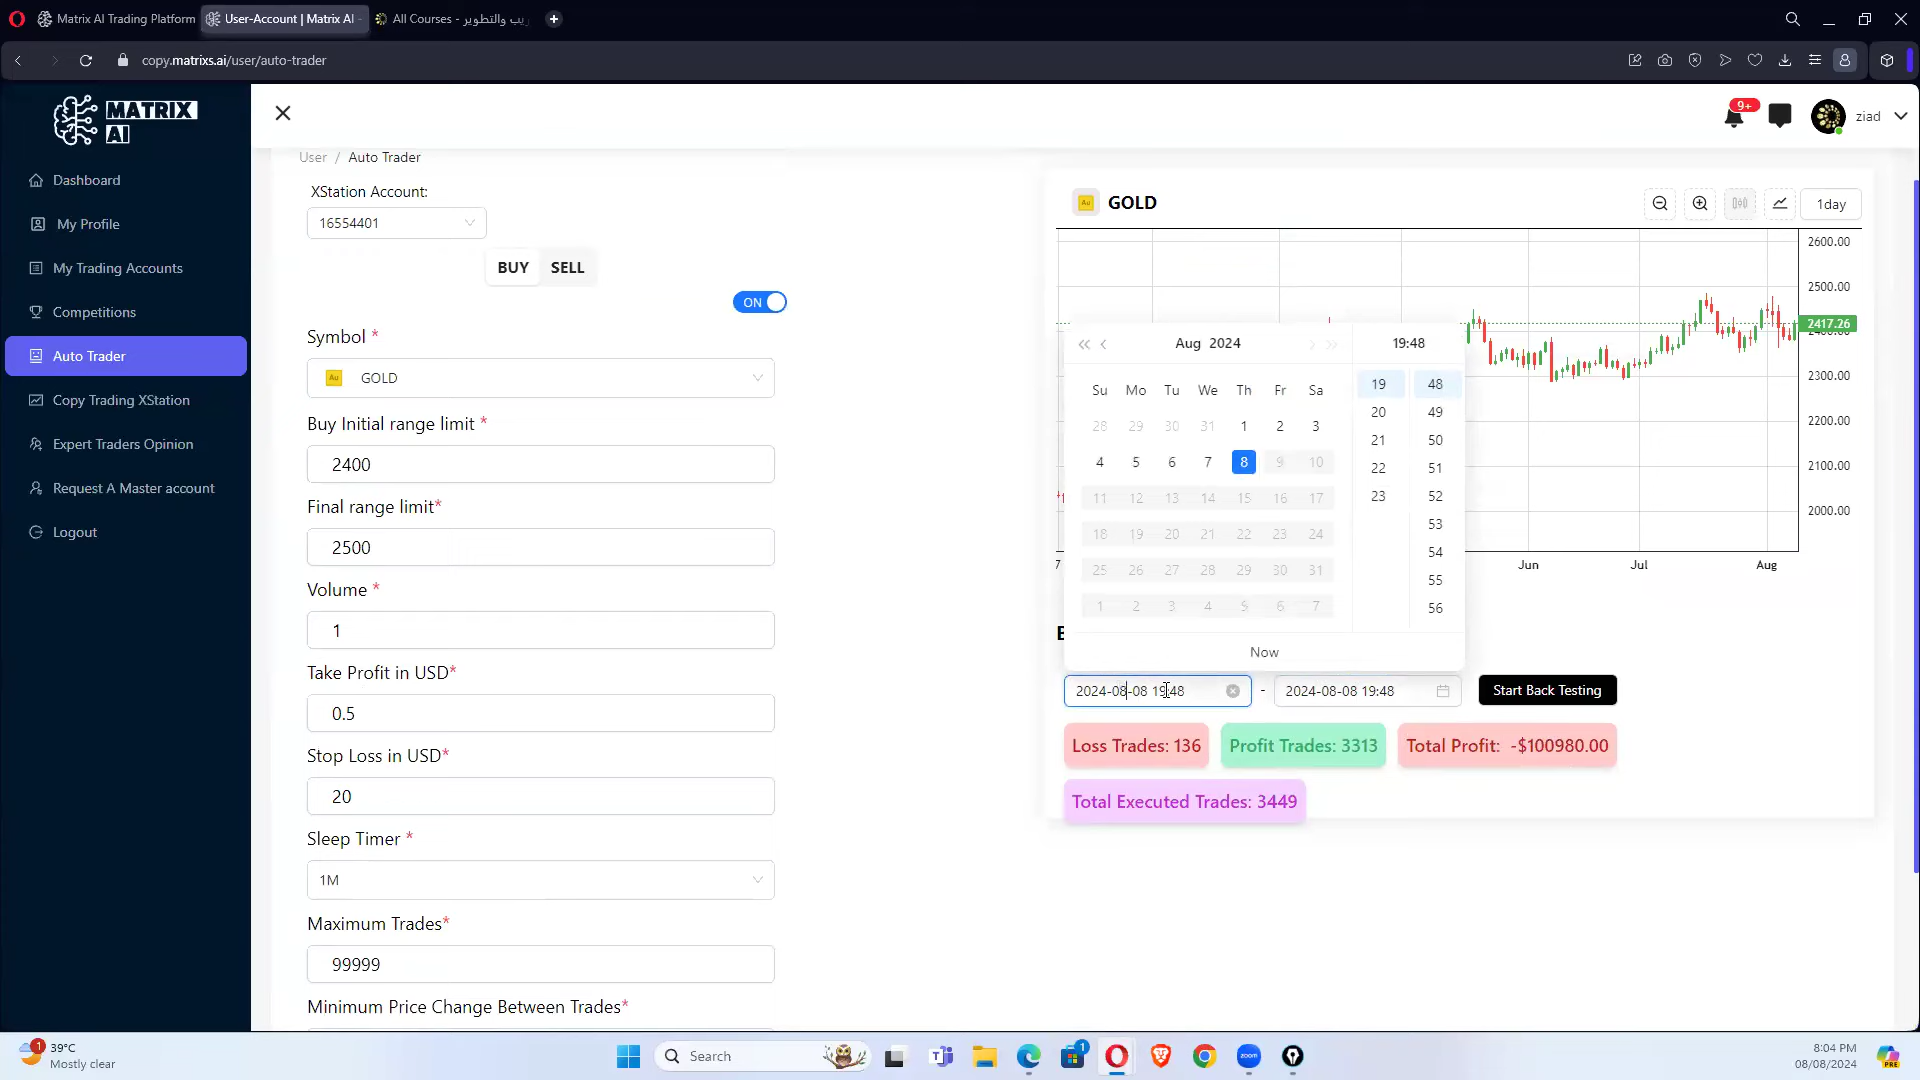 Matrix AI Trading Platform
User-Account | Matrix AI -
All Courses - ريب والتطوير
copy.matrixs.ai/user/auto-trader
MATRIX
AI
Dashboard
My Profile
My Trading Accounts
Competitions
Auto Trader
Copy Trading XStation
Expert Traders Opinion
Request A Master account
Logout
9+
ziad
User / Auto Trader
XStation Account:
16554401
BUY SELL
ON
Symbol *
Au GOLD
Buy Initial range limit *
2400
Final range limit*
2500
Volume *
1
Take Profit in USD*
0.5
Stop Loss in USD*
20
Sleep Timer *
1M
Maximum Trades*
99999
Minimum Price Change Between Trades*
Au GOLD
1day
2600.00
2500.00
2417.26
2300.00
2200.00
2100.00
2000.00
7 Jun Jul Aug
Aug 2024 19:48
Su Mo Tu We Th Fr Sa
28 29 30 31 1 2 3
4 5 6 7 8 9 10
11 12 13 14 15 16 17
18 19 20 21 22 23 24
25 26 27 28 29 30 31
1 2 3 4 5 6 7
19 48
20 49
21 50
22 51
23 52
53
54
55
56
Now
2024-08-08 19:48 - 2024-08-08 19:48 Start Back Testing
Loss Trades: 136 Profit Trades: 3313 Total Profit: -$100980.00
Total Executed Trades: 3449
1
39°C
Mostly clear
Search
1
zoom
8:04 PM
08/08/2024
PRE